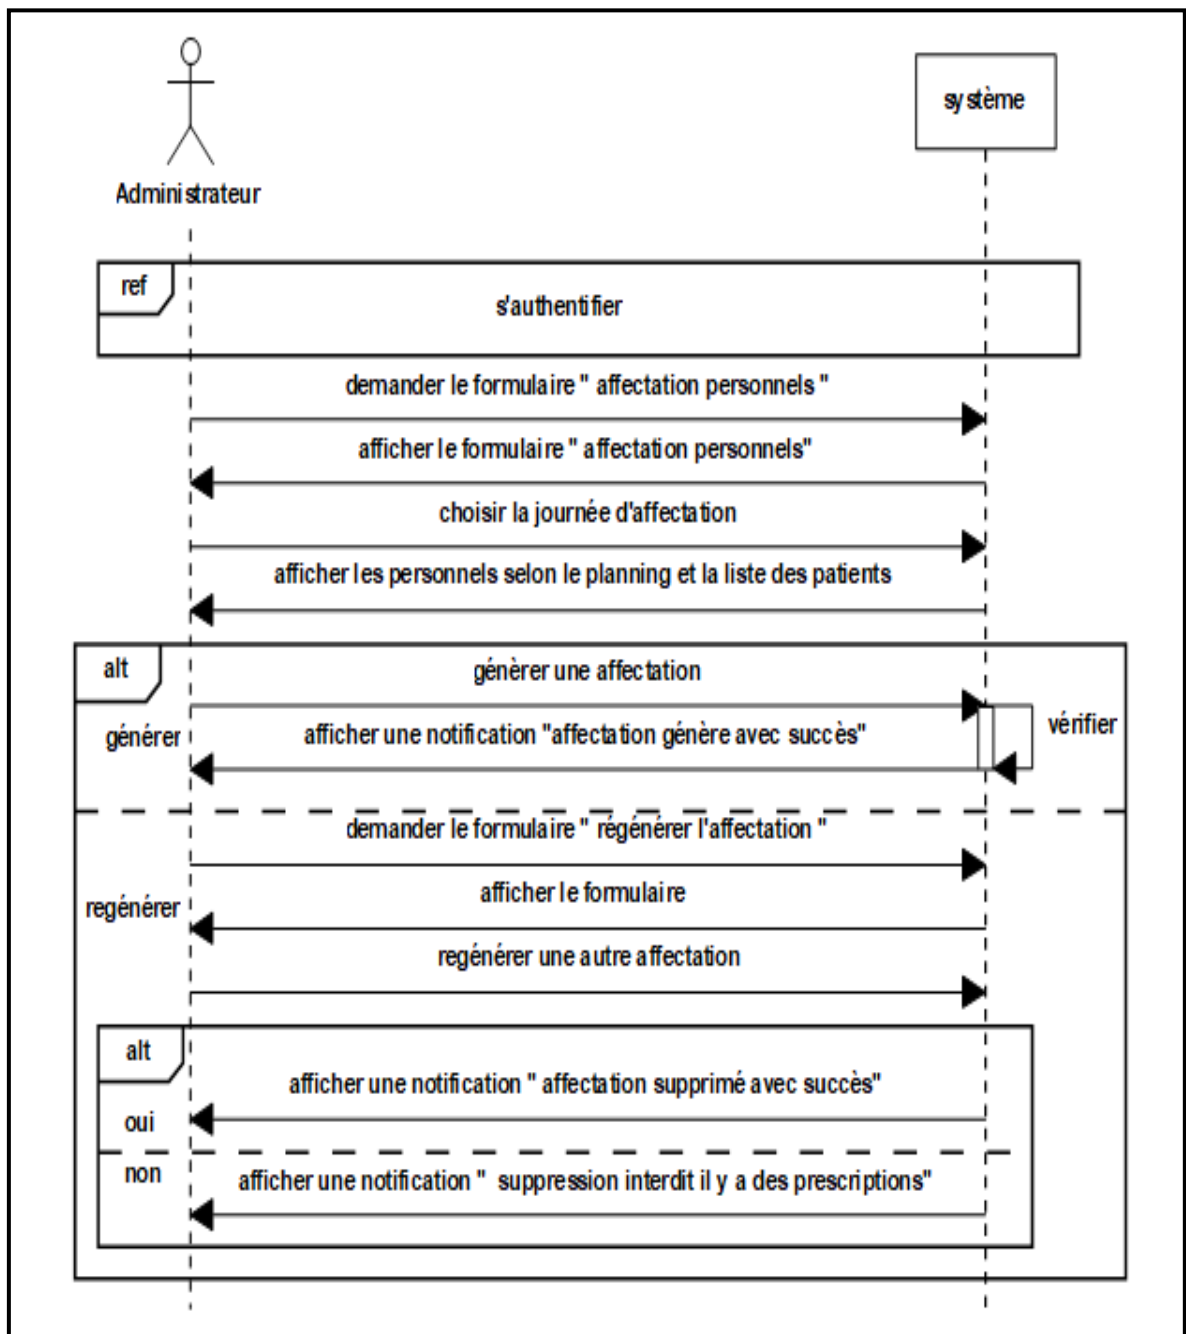 système
Administrateur
ref
s'authentifier
demander le formulaire " affectation personnels "
afficher le formulaire " affectation personnels"
choisir la journée d'affectation
afficher les personnels selon le planning et la liste des patients
alt
génèrer une affectation
générer
vérifier
afficher une notification "affectation génère avec succès"
demander le formulaire " régénérer l'affectation "
afficher le formulaire
regénérer
regénérer une autre affectation
alt
afficher une notification " affectation supprimé avec succès"
oui
non
afficher une notification " suppression interdit il y a des prescriptions"